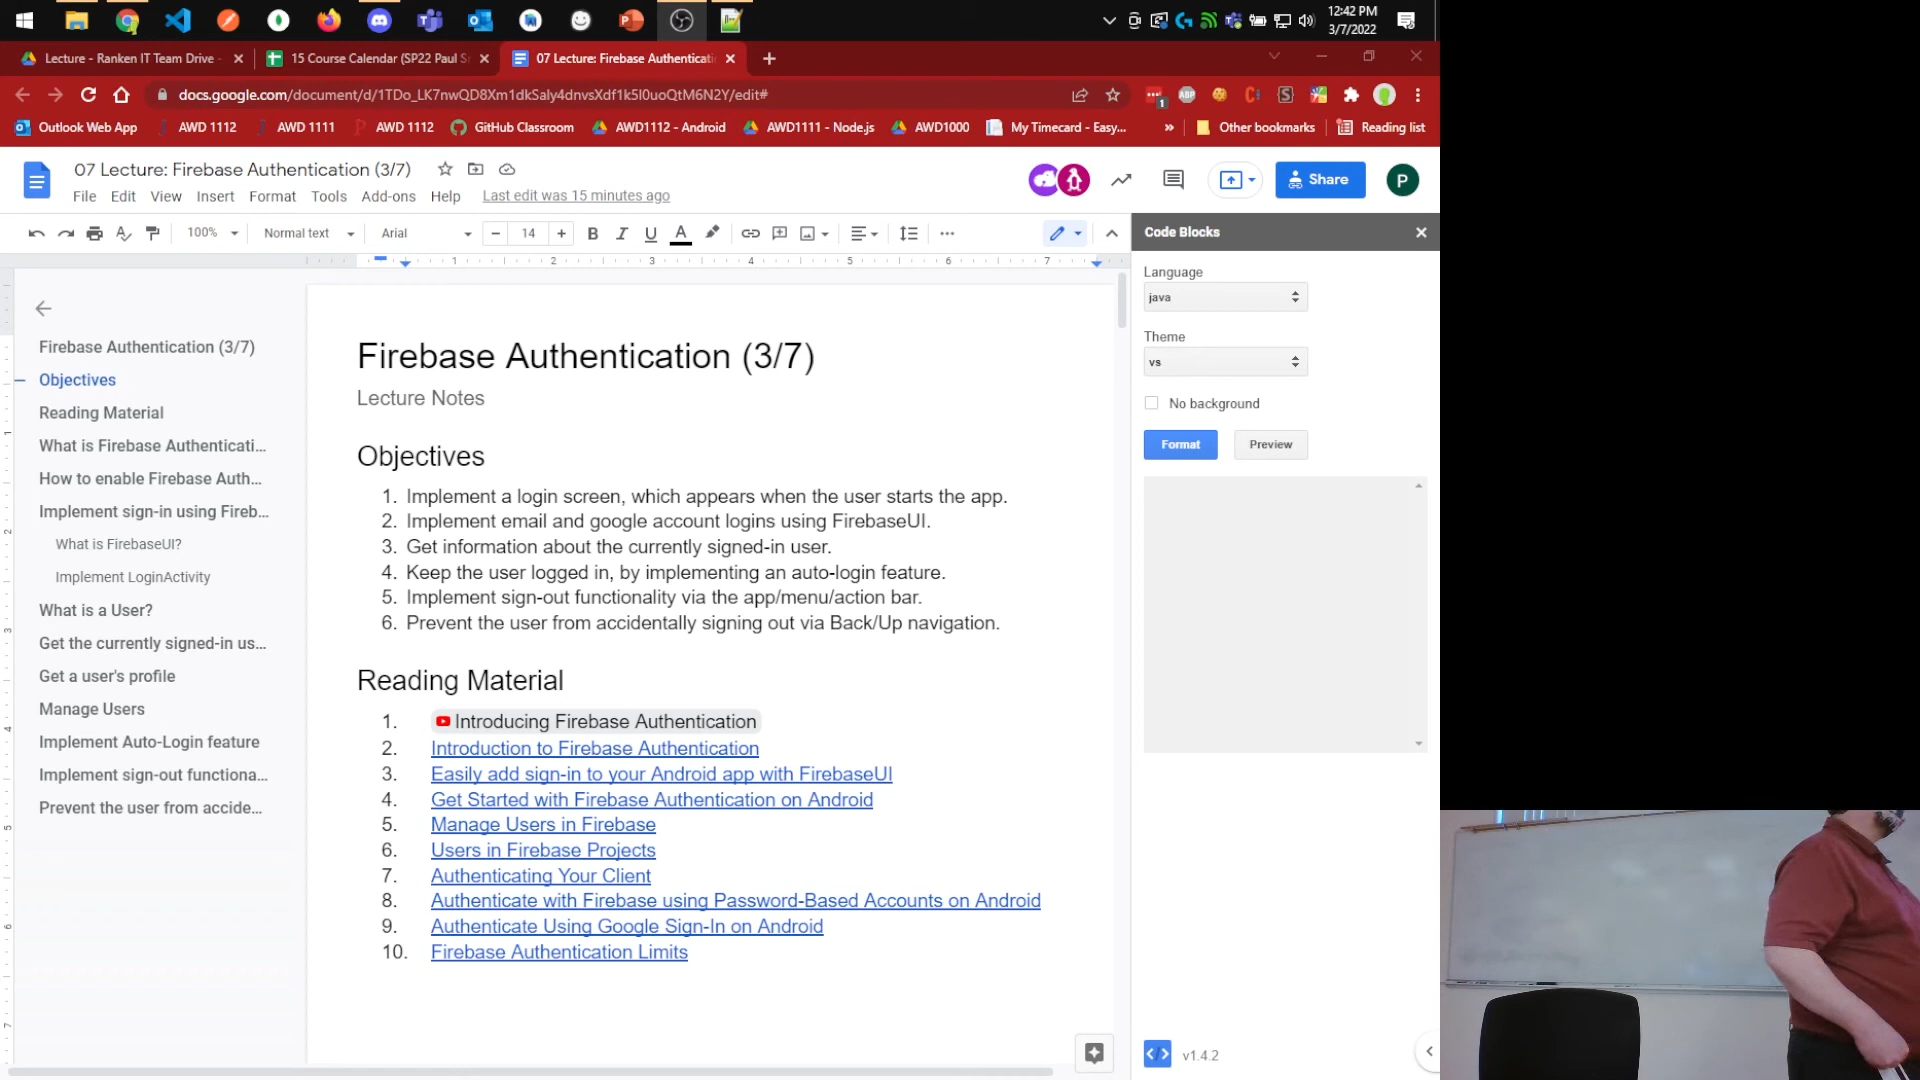 12:42 PM
3/7/2022
Lecture - Ranken IT Team Drive -
15 Course Calendar (SP22 Paul S
07 Lecture: Firebase Authenticati
docs.google.com/document/d/1TDo_LK7nwQD8Xm1dkSaly4dnvsXdf1k5l0uoQtM6N2Y/edit#
1
ABP
Outlook Web App
AWD 1112
AWD 1111
AWD 1112
GitHub Classroom
AWD1112 - Android
AWD1111 - Node.js
AWD1000
My Timecard - Easy...
»
Other bookmarks
Reading list
07 Lecture: Firebase Authentication (3/7)
File Edit View Insert Format Tools Add-ons Help Last edit was 15 minutes ago
Share
P
100% Normal text Arial 14 B I U A
1 2 3 4 5 6 7
Code Blocks
Language
java
Theme
vs
No background
Format Preview
v1.4.2
Firebase Authentication (3/7)
Objectives
Reading Material
What is Firebase Authenticati...
How to enable Firebase Auth...
Implement sign-in using Fireb...
What is FirebaseUI?
Implement LoginActivity
What is a User?
Get the currently signed-in us...
Get a user's profile
Manage Users
Implement Auto-Login feature
Implement sign-out functiona...
Prevent the user from accide...
Firebase Authentication (3/7)
Lecture Notes
Objectives
1. Implement a login screen, which appears when the user starts the app.
2. Implement email and google account logins using FirebaseUI.
3. Get information about the currently signed-in user.
4. Keep the user logged in, by implementing an auto-login feature.
5. Implement sign-out functionality via the app/menu/action bar.
6. Prevent the user from accidentally signing out via Back/Up navigation.
Reading Material
1. Introducing Firebase Authentication
2. Introduction to Firebase Authentication
3. Easily add sign-in to your Android app with FirebaseUI
4. Get Started with Firebase Authentication on Android
5. Manage Users in Firebase
6. Users in Firebase Projects
7. Authenticating Your Client
8. Authenticate with Firebase using Password-Based Accounts on Android
9. Authenticate Using Google Sign-In on Android
10. Firebase Authentication Limits